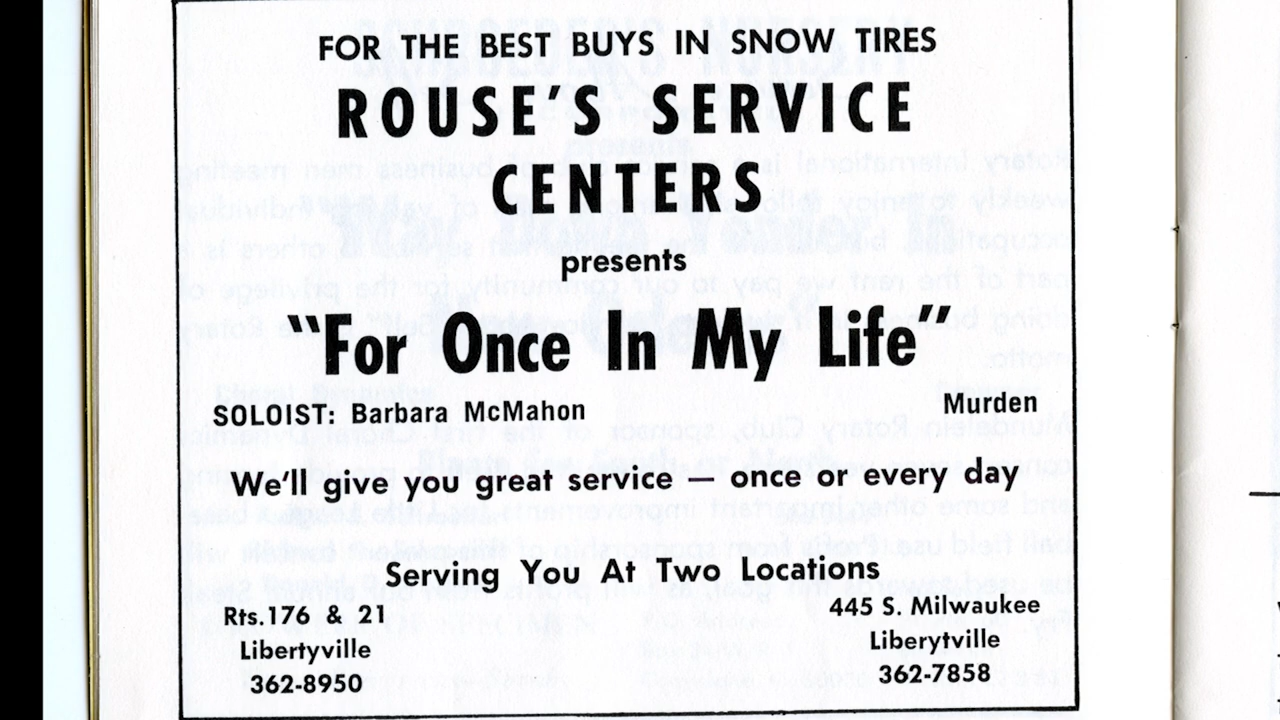 FOR THE BEST BUYS IN SNOW TIRES
ROUSE'S SERVICE
CENTERS
presents
"For Once In My Life"
SOLOIST: Barbara McMahon Murden
We'll give you great service — once or every day
Serving You At Two Locations
Rts.176 & 21
Libertyville
362-8950
445 S. Milwaukee
Liberytville
362-7858